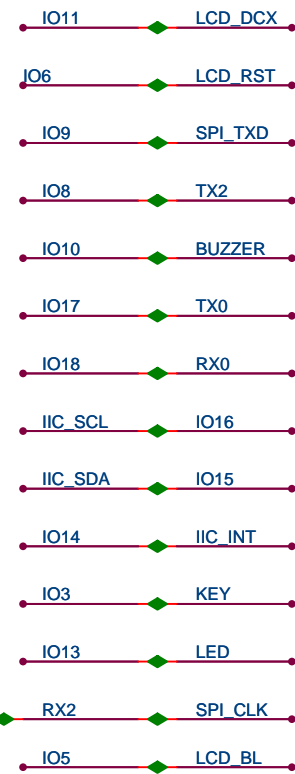 IO11 LCD_DCX
IO6 LCD_RST
IO9 SPI_TXD
IO8 TX2
IO10 BUZZER
IO17 TX0
IO18 RX0
IIC_SCL IO16
IIC_SDA IO15
IO14 IIC_INT
IO3 KEY
IO13 LED
RX2 SPI_CLK
IO5 LCD_BL